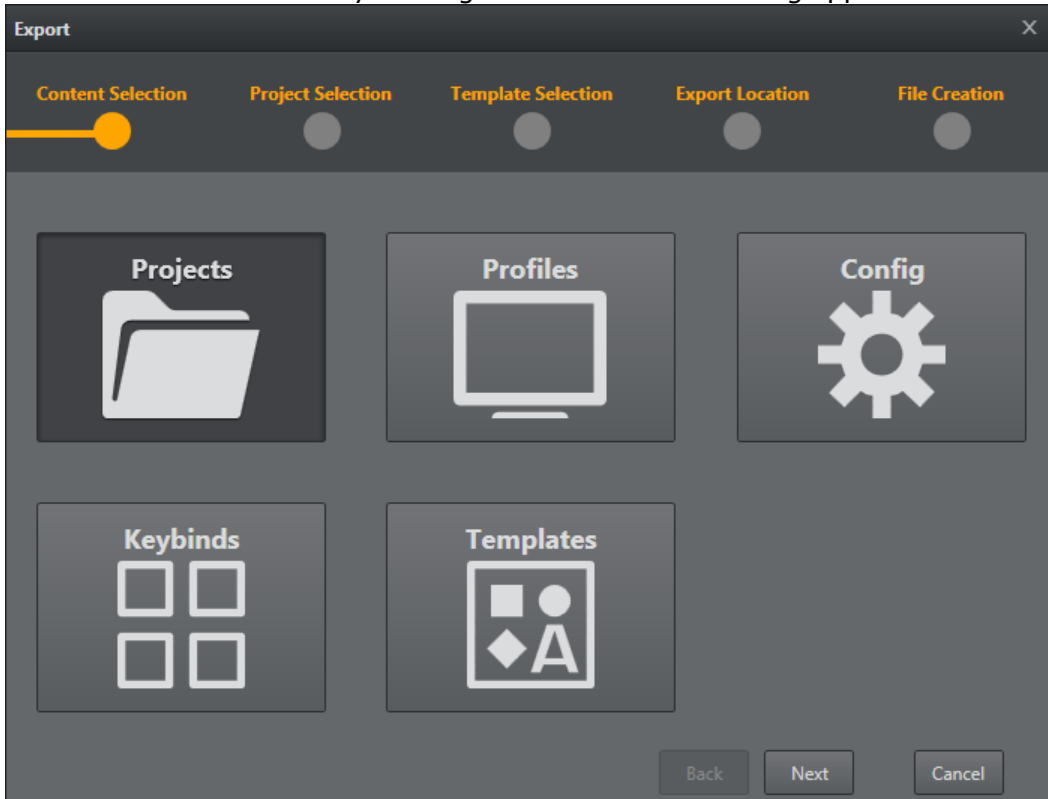 Export
X
Content Selection
Project Selection
Template Selection
Export Location
File Creation
Projects
Profiles
Config
Keybinds
Templates
A
Back
Next
Cancel